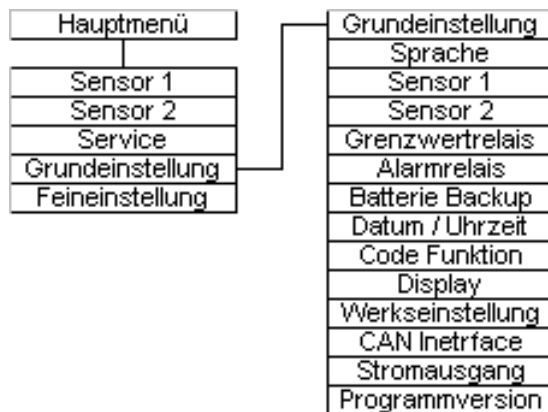 Hauptmenü
Sensor 1
Sensor 2
Service
Grundeinstellung
Feineinstellung
Grundeinstellung
Sprache
Sensor 1
Sensor 2
Grenzwertrelais
Alarmrelais
Batterie Backup
Datum / Uhrzeit
Code Funktion
Display
Werkseinstellung
CAN Inetrface
Stromausgang
Programmversion